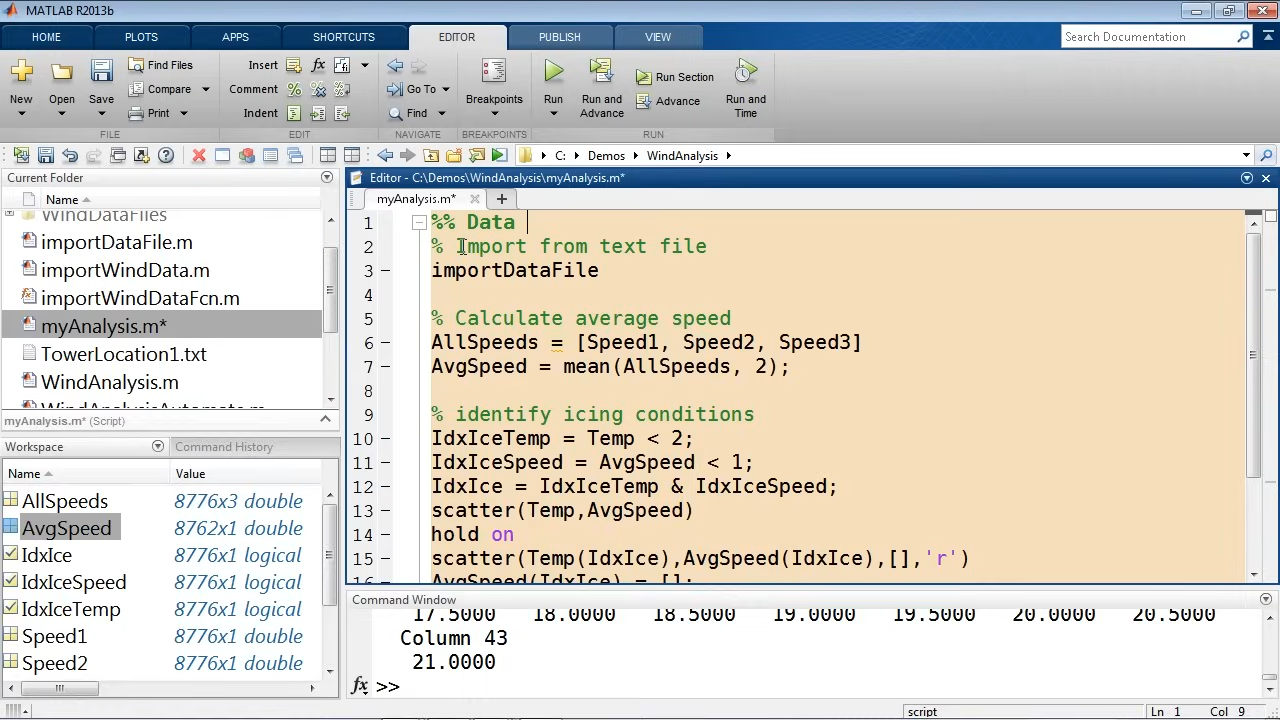 MATLAB R2013b
HOME PLOTS APPS SHORTCUTS EDITOR PUBLISH VIEW Search Documentation
New Open Save Find Files Compare Print
Insert Comment Indent
Go To Find
Breakpoints
Run Run and Advance Run Section Advance Run and Time
FILE EDIT NAVIGATE BREAKPOINTS RUN
C: Demos WindAnalysis
Current Folder
Name
WindDataFiles
importDataFile.m
importWindData.m
importWindDataFcn.m
myAnalysis.m*
TowerLocation1.txt
WindAnalysis.m
myAnalysis.m* (Script)
Workspace Command History
Name Value
AllSpeeds 8776x3 double
AvgSpeed 8762x1 double
IdxIce 8776x1 logical
IdxIceSpeed 8776x1 logical
IdxIceTemp 8776x1 logical
Speed1 8776x1 double
Speed2 8776x1 double
Editor - C:\Demos\WindAnalysis\myAnalysis.m*
myAnalysis.m*
1 %% Data
2 % Import from text file
3 importDataFile
4
5 % Calculate average speed
6 AllSpeeds = [Speed1, Speed2, Speed3]
7 AvgSpeed = mean(AllSpeeds, 2);
8
9 % identify icing conditions
10 IdxIceTemp = Temp < 2;
11 IdxIceSpeed = AvgSpeed < 1;
12 IdxIce = IdxIceTemp & IdxIceSpeed;
13 scatter(Temp,AvgSpeed)
14 hold on
15 scatter(Temp(IdxIce),AvgSpeed(IdxIce),[],'r')
16 AvgSpeed(IdxIce) = [];
Command Window
17.5000 18.0000 18.5000 19.0000 19.5000 20.0000 20.5000
Column 43
21.0000
fx >>
script Ln 1 Col 9